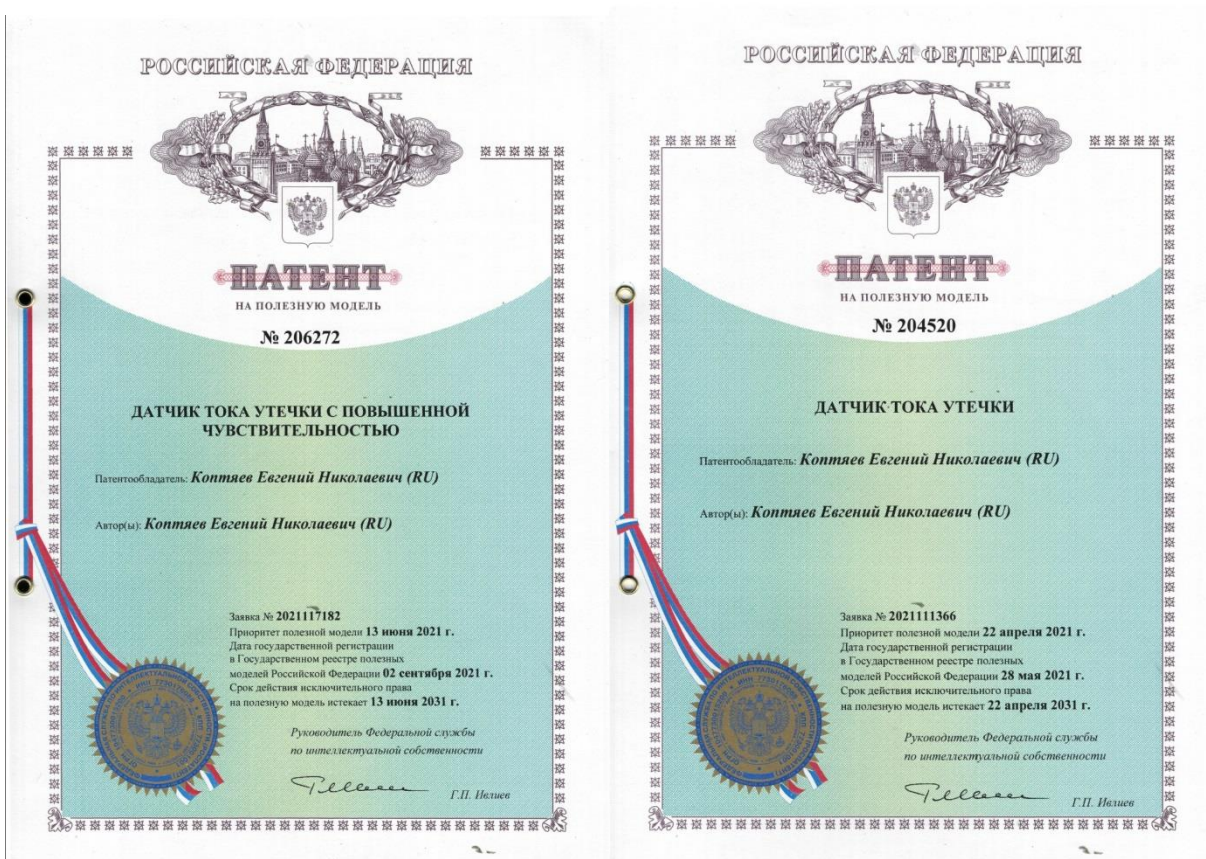 РОССИЙСКАЯ ФЕДЕРАЦИЯ
ПАТЕНТ
НА ПОЛЕЗНУЮ МОДЕЛЬ
№ 206272
ДАТЧИК ТОКА УТЕЧКИ С ПОВЫШЕННОЙ
ЧУВСТВИТЕЛЬНОСТЬЮ
Патентообладатель: Коптяев Евгений Николаевич (RU)
Автор(ы): Коптяев Евгений Николаевич (RU)
Заявка № 2021117182
Приоритет полезной модели 13 июня 2021 г.
Дата государственной регистрации
в Государственном реестре полезных
моделей Российской Федерации 02 сентября 2021 г.
Срок действия исключительного права
на полезную модель истекает 13 июня 2031 г.
Руководитель Федеральной службы
по интеллектуальной собственности
Г.П. Ивлиев
РОССИЙСКАЯ ФЕДЕРАЦИЯ
ПАТЕНТ
НА ПОЛЕЗНУЮ МОДЕЛЬ
№ 204520
ДАТЧИК ТОКА УТЕЧКИ
Патентообладатель: Коптяев Евгений Николаевич (RU)
Автор(ы): Коптяев Евгений Николаевич (RU)
Заявка № 2021111366
Приоритет полезной модели 22 апреля 2021 г.
Дата государственной регистрации
в Государственном реестре полезных
моделей Российской Федерации 28 мая 2021 г.
Срок действия исключительного права
на полезную модель истекает 22 апреля 2031 г.
Руководитель Федеральной службы
по интеллектуальной собственности
Г.П. Ивлиев